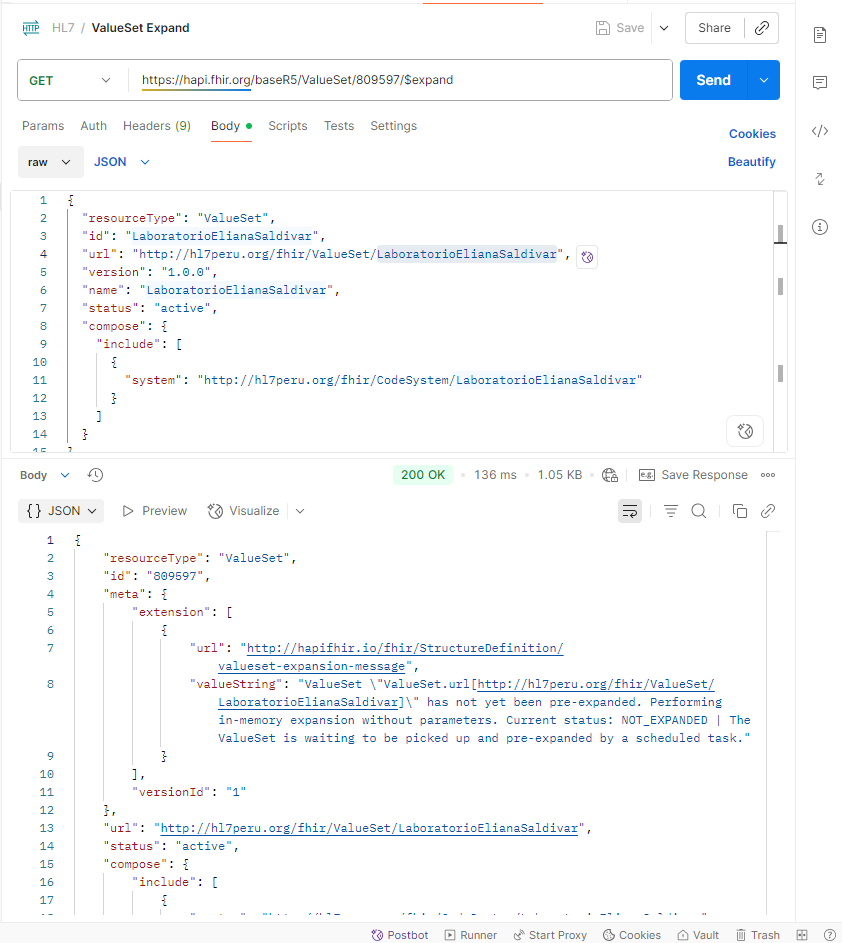 HTTP HL7 / ValueSet Expand Save Share
GET https://hapi.fhir.org/baseR5/ValueSet/809597/$expand Send
Params Auth Headers (9) Body Scripts Tests Settings Cookies
raw JSON Beautify
1 {
2 "resourceType": "ValueSet",
3 "id": "LaboratorioElianaSaldivar",
4 "url": "http://hl7peru.org/fhir/ValueSet/LaboratorioElianaSaldivar",
5 "version": "1.0.0",
6 "name": "LaboratorioElianaSaldivar",
7 "status": "active",
8 "compose": {
9 "include": [
10 {
11 "system": "http://hl7peru.org/fhir/CodeSystem/LaboratorioElianaSaldivar"
12 }
13 ]
14 }
15 }
Body 200 OK 136 ms 1.05 KB e.g. Save Response
{} JSON Preview Visualize
1 {
2 "resourceType": "ValueSet",
3 "id": "809597",
4 "meta": {
5 "extension": [
6 {
7 "url": "http://hapifhir.io/fhir/StructureDefinition/
valueset-expansion-message",
8 "valueString": "ValueSet \"ValueSet.url[http://hl7peru.org/fhir/ValueSet/
LaboratorioElianaSaldivar]\" has not yet been pre-expanded. Performing
in-memory expansion without parameters. Current status: NOT_EXPANDED | The
ValueSet is waiting to be picked up and pre-expanded by a scheduled task."
9 }
10 ],
11 "versionId": "1"
12 },
13 "url": "http://hl7peru.org/fhir/ValueSet/LaboratorioElianaSaldivar",
14 "status": "active",
15 "compose": {
16 "include": [
17 {
Postbot Runner Start Proxy Cookies Vault Trash